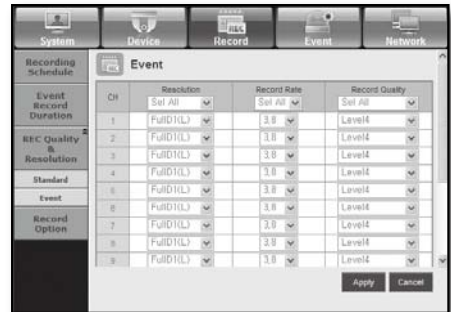 System Device Record Event Network
Recording
Schedule
Event
Record
Duration
REC Quality
&
Resolution
Standard
Event
Record
Option
Event
CH Resolution Record Rate Record Quality
Sel All Sel All Sel All
1 FullD1(L) 3,8 Level4
2 FullD1(L) 3,8 Level4
3 FullD1(L) 3,8 Level4
4 FullD1(L) 3,8 Level4
5 FullD1(L) 3,8 Level4
6 FullD1(L) 3,8 Level4
7 FullD1(L) 3,8 Level4
8 FullD1(L) 3,8 Level4
9 FullD1(L) 3,8 Level4
Apply Cancel